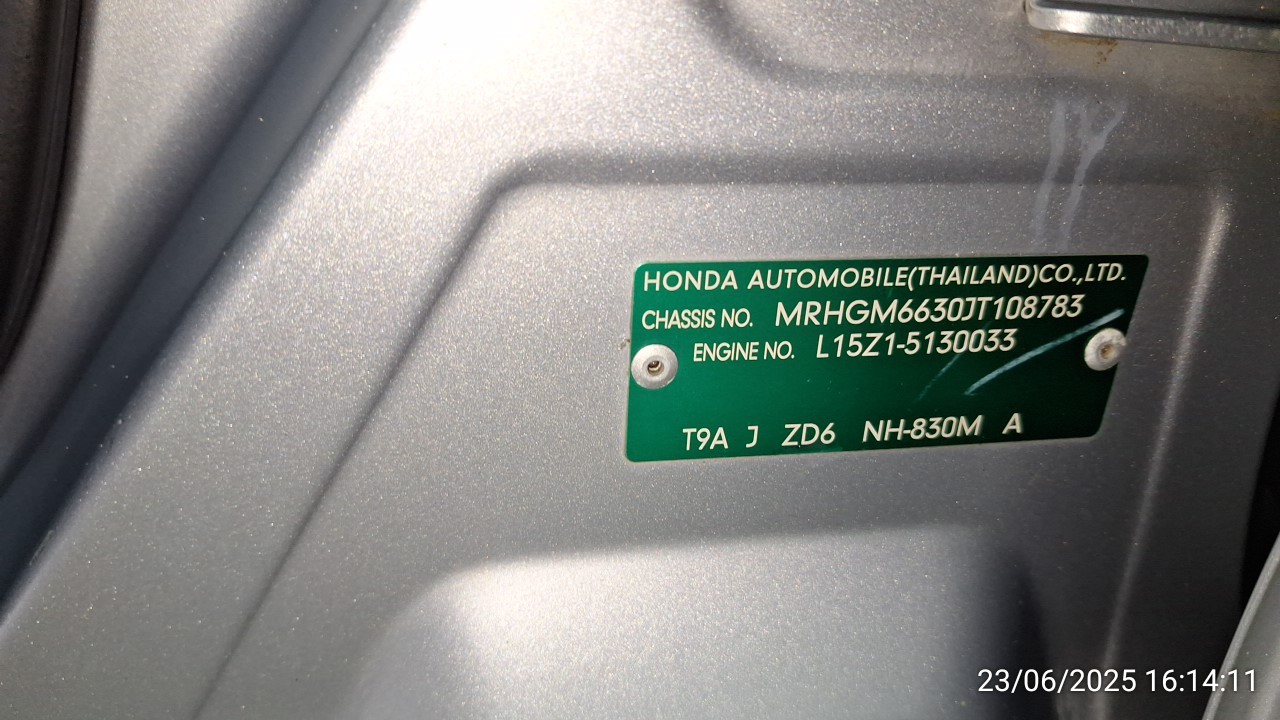 HONDA AUTOMOBILE(THAILAND)CO.,LTD.
CHASSIS NO. MRHGM6630JT108783
ENGINE NO. L15Z1-5130033
T9A J ZD6 NH-830M A
23/06/2025 16:14:11